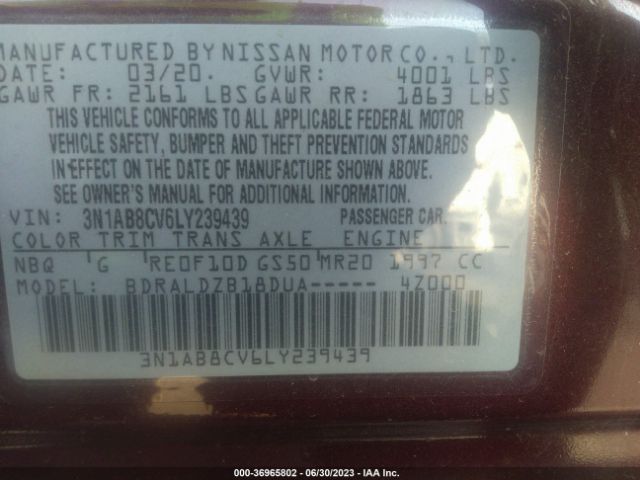 MANUFACTURED BY NISSAN MOTOR CO., LTD.
DATE: 03/20. GVWR: 4001 LBS
GAWR FR: 2161 LBS GAWR RR: 1863 LBS
THIS VEHICLE CONFORMS TO ALL APPLICABLE FEDERAL MOTOR
VEHICLE SAFETY, BUMPER AND THEFT PREVENTION STANDARDS
IN EFFECT ON THE DATE OF MANUFACTURE SHOWN ABOVE.
SEE OWNER'S MANUAL FOR ADDITIONAL INFORMATION.
VIN: 3N1AB8CV6LY239439 PASSENGER CAR
COLOR TRIM TRANS AXLE ENGINE
NBQ G RE0F10D GS50 MR20 1997 CC
MODEL: BDRALDZB18DUA----- 4Z000
3N1AB8CV6LY239439
000-36965802 - 06/30/2023 - IAA Inc.